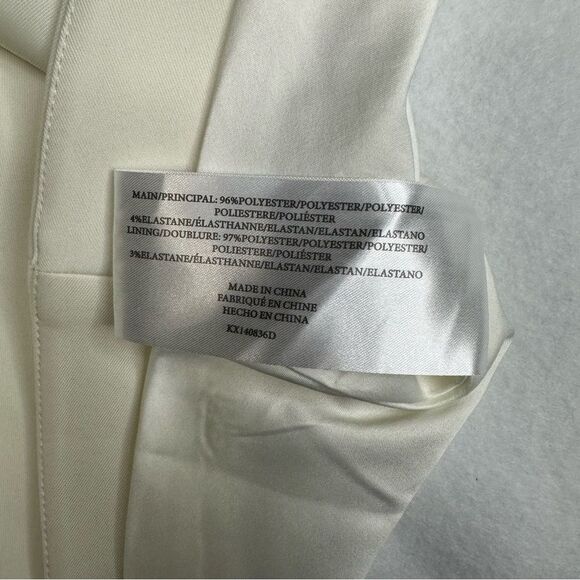 MAIN/PRINCIPAL: 96%POLYESTER/POLYESTER/POLYESTER/
POLIESTERE/POLIÉSTER
4%ELASTANE/ÉLASTHANNE/ELASTAN/ELASTAN/ELASTANO
LINING/DOUBLURE: 97%POLYESTER/POLYESTER/POLYESTER/
POLIESTERE/POLIÉSTER
3%ELASTANE/ÉLASTHANNE/ELASTAN/ELASTAN/ELASTANO
MADE IN CHINA
FABRIQUÉ EN CHINE
HECHO EN CHINA
KX140836D